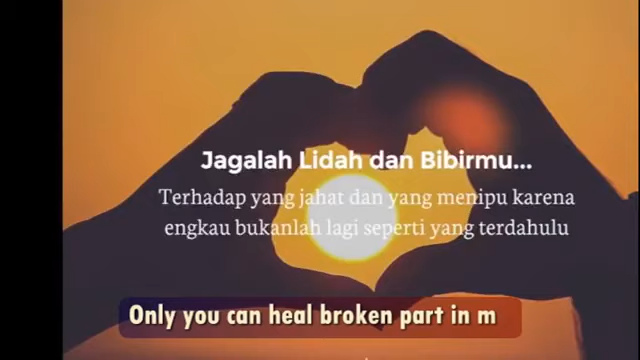 Jagalah Lidah dan Bibirmu...
Terhadap yang jahat dan yang menipu karena
engkau bukanlah lagi seperti yang terdahulu
Only you can heal broken part in m